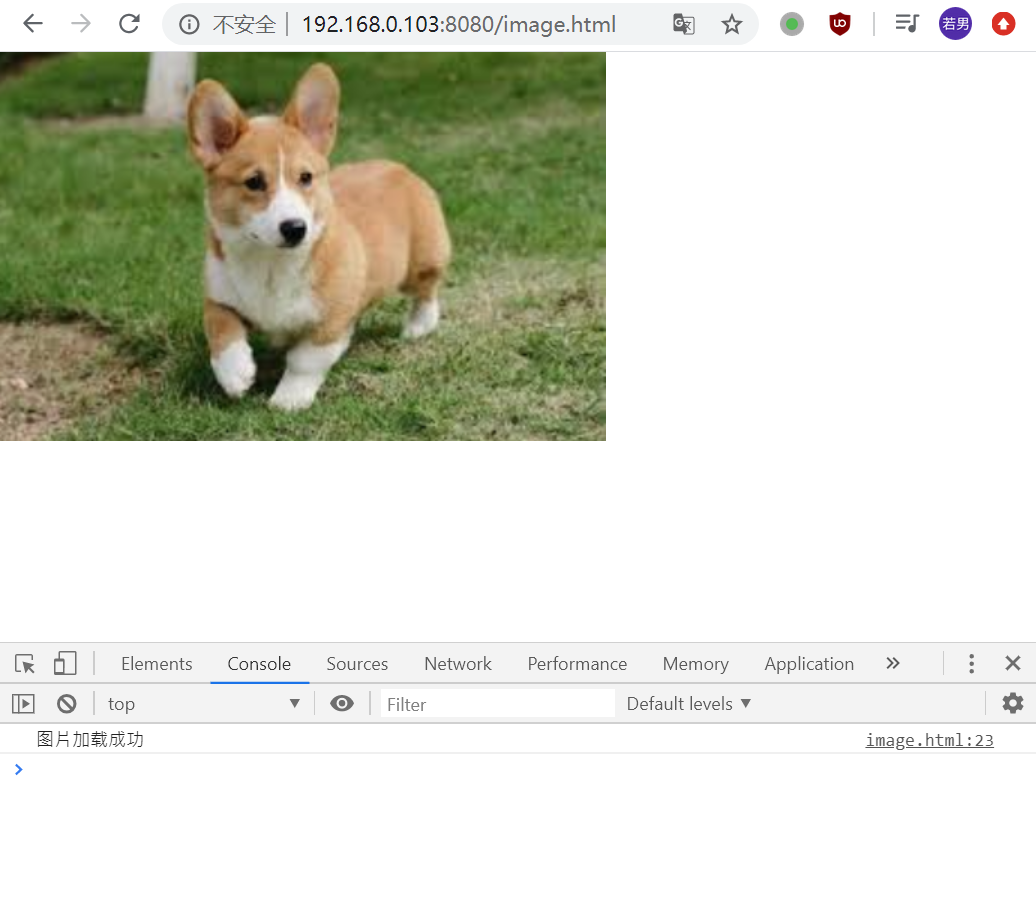 不安全 192.168.0.103:8080/image.html 若男
Elements Console Sources Network Performance Memory Application
top Filter Default levels
图片加载成功 image.html:23